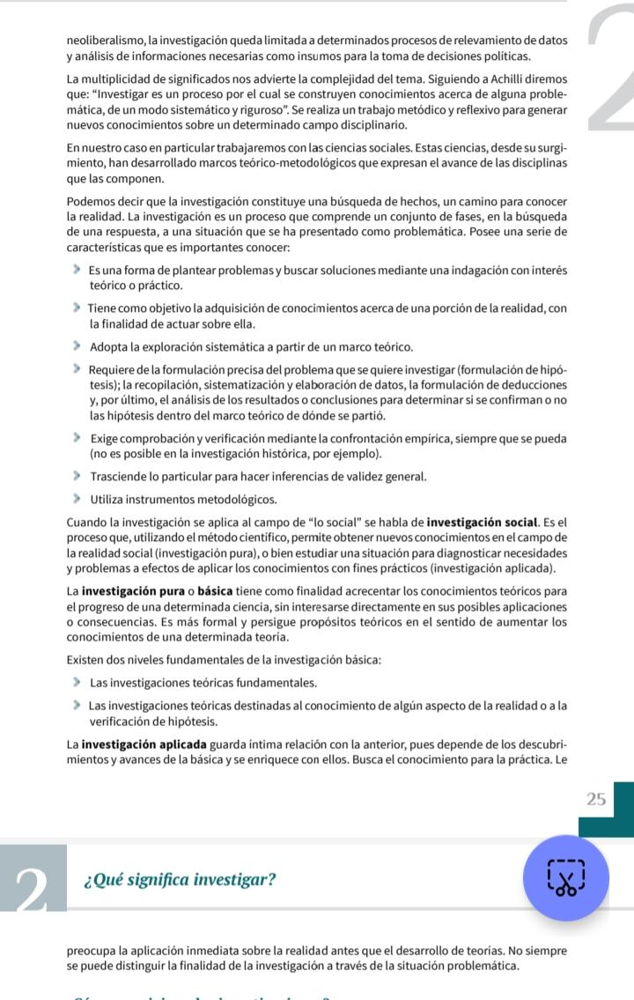 neoliberalismo, la investigación queda limitada a determinados procesos de relevamiento de datos
y análisis de informaciones necesarias como insumos para la toma de decisiones políticas.
2
La multiplicidad de significados nos advierte la complejidad del tema. Siguiendo a Achilli diremos
que: “Investigar es un proceso por el cual se construyen conocimientos acerca de alguna proble-
mática, de un modo sistemático y riguroso”. Se realiza un trabajo metódico y reflexivo para generar
nuevos conocimientos sobre un determinado campo disciplinario.
En nuestro caso en particular trabajaremos con las ciencias sociales. Estas ciencias, desde su surgi-
miento, han desarrollado marcos teórico-metodológicos que expresan el avance de las disciplinas
que las componen.
Podemos decir que la investigación constituye una búsqueda de hechos, un camino para conocer
la realidad. La investigación es un proceso que comprende un conjunto de fases, en la búsqueda
de una respuesta, a una situación que se ha presentado como problemática. Posee una serie de
características que es importantes conocer:
Es una forma de plantear problemas y buscar soluciones mediante una indagación con interés
teórico o práctico.
Tiene como objetivo la adquisición de conocimientos acerca de una porción de la realidad, con
la finalidad de actuar sobre ella.
Adopta la exploración sistemática a partir de un marco teórico.
Requiere de la formulación precisa del problema que se quiere investigar (formulación de hipó-
tesis); la recopilación, sistematización y elaboración de datos, la formulación de deducciones
y, por último, el análisis de los resultados o conclusiones para determinar si se confirman o no
las hipótesis dentro del marco teórico de dónde se partió.
Exige comprobación y verificación mediante la confrontación empírica, siempre que se pueda
(no es posible en la investigación histórica, por ejemplo).
Trasciende lo particular para hacer inferencias de validez general.
Utiliza instrumentos metodológicos.
Cuando la investigación se aplica al campo de “lo social” se habla de investigación social. Es el
proceso que, utilizando el método científico, permite obtener nuevos conocimientos en el campo de
la realidad social (investigación pura), o bien estudiar una situación para diagnosticar necesidades
y problemas a efectos de aplicar los conocimientos con fines prácticos (investigación aplicada).
La investigación pura o básica tiene como finalidad acrecentar los conocimientos teóricos para
el progreso de una determinada ciencia, sin interesarse directamente en sus posibles aplicaciones
o consecuencias. Es más formal y persigue propósitos teóricos en el sentido de aumentar los
conocimientos de una determinada teoría.
Existen dos niveles fundamentales de la investigación básica:
Las investigaciones teóricas fundamentales.
Las investigaciones teóricas destinadas al conocimiento de algún aspecto de la realidad o a la
verificación de hipótesis.
La investigación aplicada guarda íntima relación con la anterior, pues depende de los descubri-
mientos y avances de la básica y se enriquece con ellos. Busca el conocimiento para la práctica. Le
25
2
¿Qué significa investigar?
preocupa la aplicación inmediata sobre la realidad antes que el desarrollo de teorías. No siempre
se puede distinguir la finalidad de la investigación a través de la situación problemática.